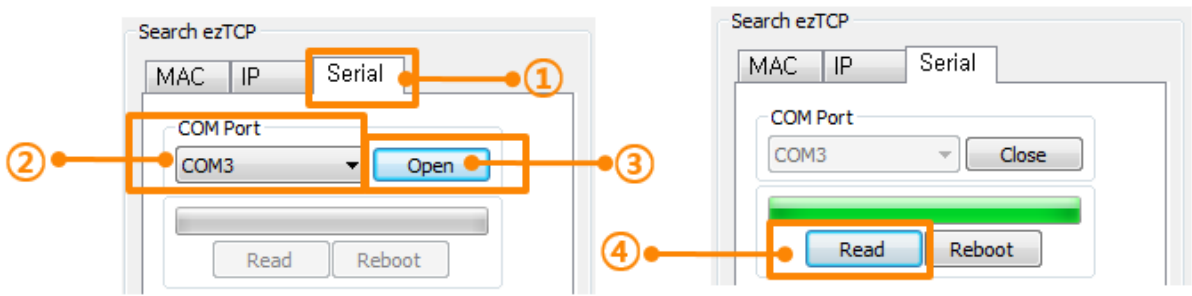 Search ezTCP
MAC IP Serial ①
COM Port
② COM3 Open ③
Read Reboot
Search ezTCP
MAC IP Serial
COM Port
COM3 Close
④ Read Reboot